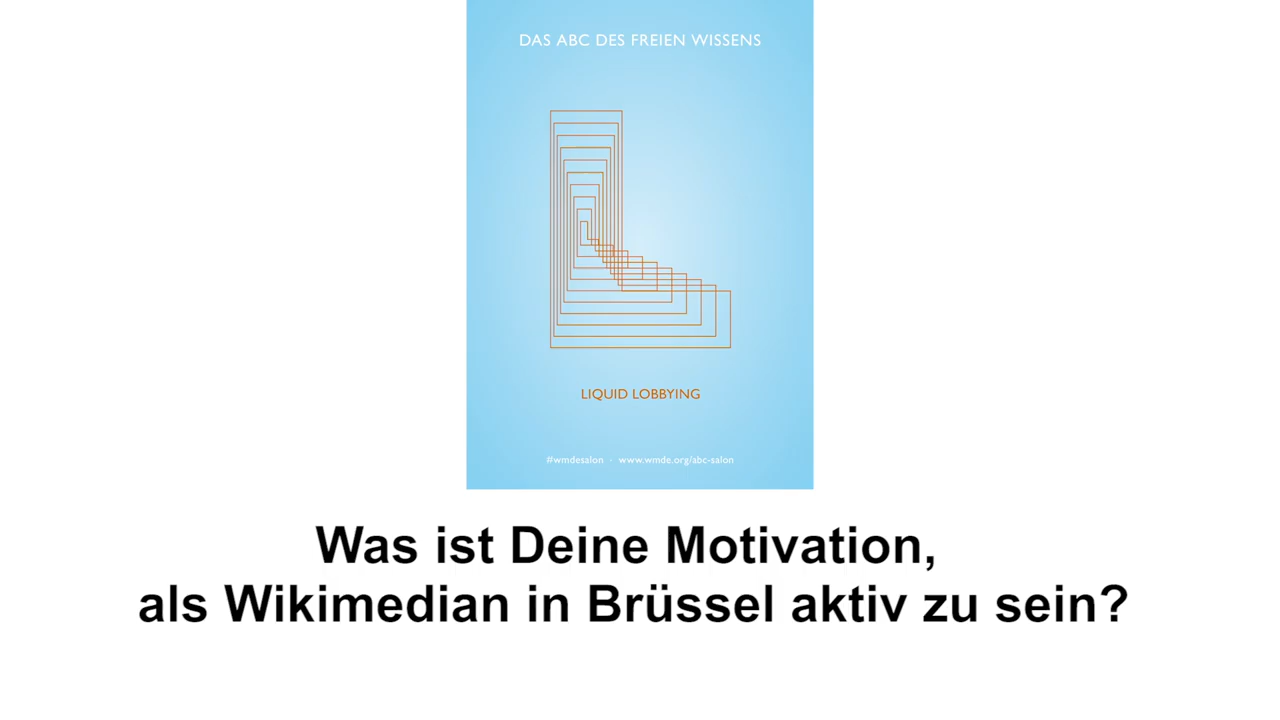 DAS ABC DES FREIEN WISSENS
LIQUID LOBBYING
#wmdesalon · www.wmde.org/abc-salon
Was ist Deine Motivation,
als Wikimedian in Brüssel aktiv zu sein?